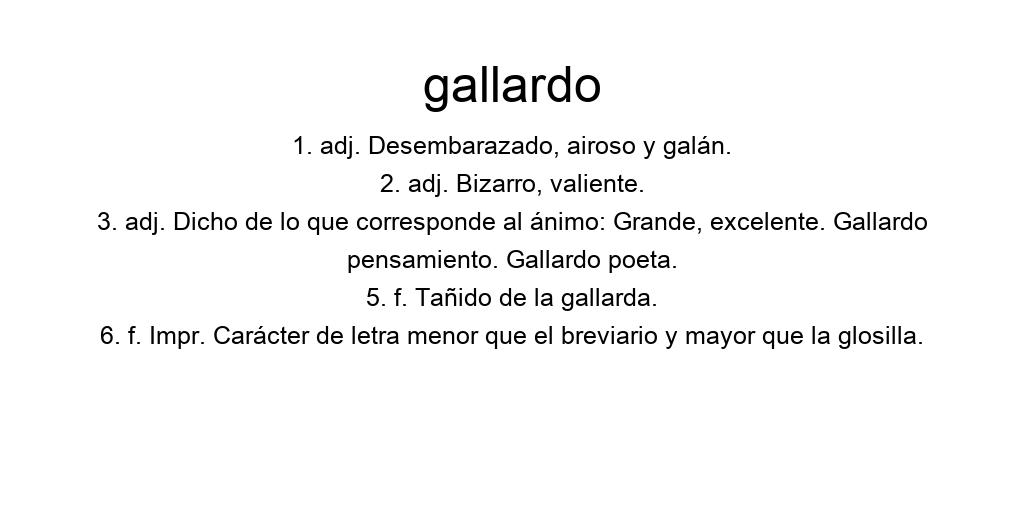 gallardo
1. adj. Desembarazado, airoso y galán.
2. adj. Bizarro, valiente.
3. adj. Dicho de lo que corresponde al ánimo: Grande, excelente. Gallardo
pensamiento. Gallardo poeta.
5. f. Tañido de la gallarda.
6. f. Impr. Carácter de letra menor que el breviario y mayor que la glosilla.